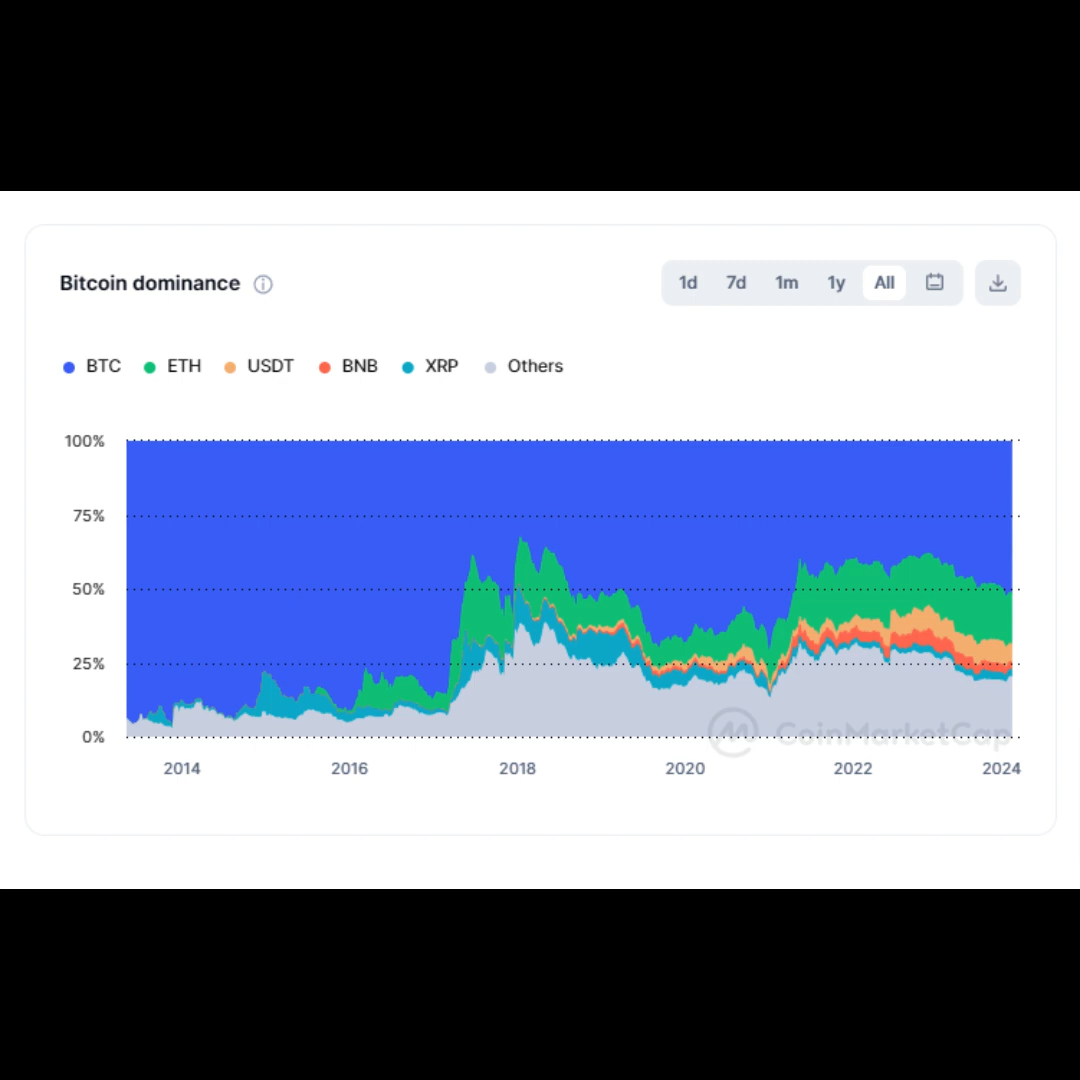 Bitcoin dominance
1d 7d 1m 1y All
BTC ETH USDT BNB XRP Others
100%
75%
50%
25%
0%
CoinMarketCap
2014 2016 2018 2020 2022 2024